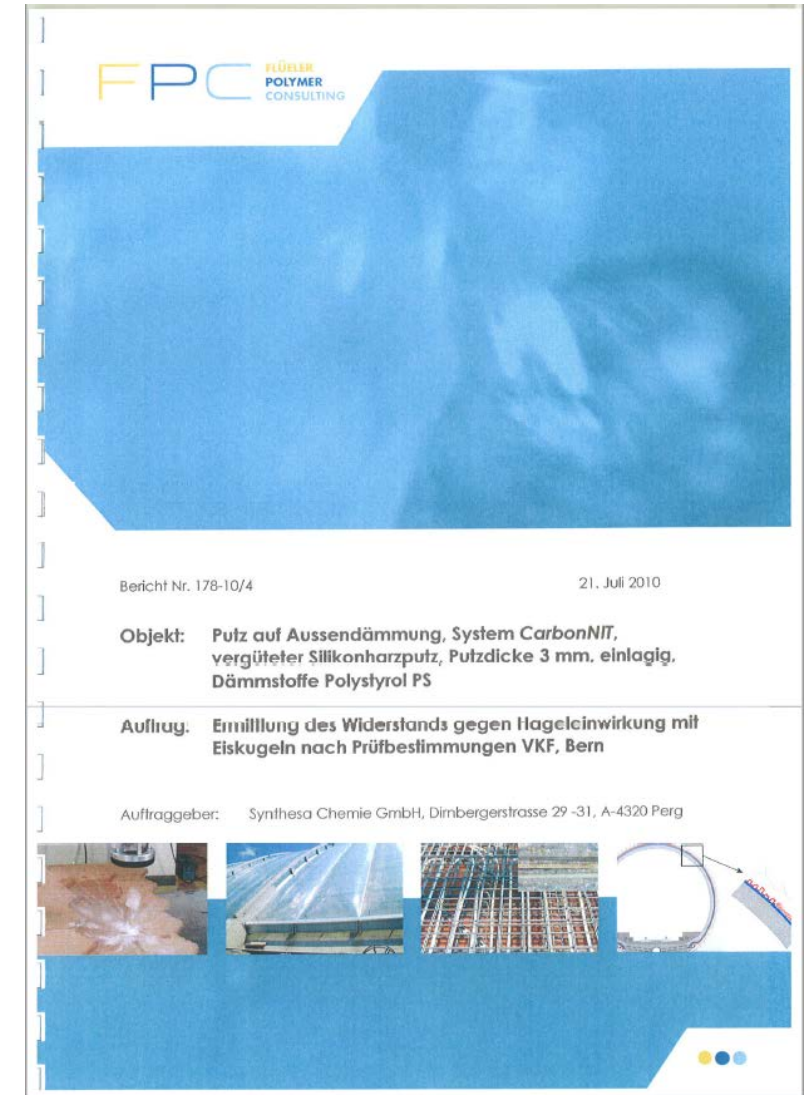 FPC
FLÜELER
POLYMER
CONSULTING
Bericht Nr. 178-10/4
21. Juli 2010
Objekt: Putz auf Aussendämmung, System CarbonNIT,
vergüteter Silikonharzputz, Putzdicke 3 mm, einlagig,
Dämmstoffe Polystyrol PS
Auftrag: Ermittlung des Widerstands gegen Hageleinwirkung mit
Eiskugeln nach Prüfbestimmungen VKF, Bern
Auftraggeber: Synthesa Chemie GmbH, Dirnbergerstrasse 29 -31, A-4320 Perg